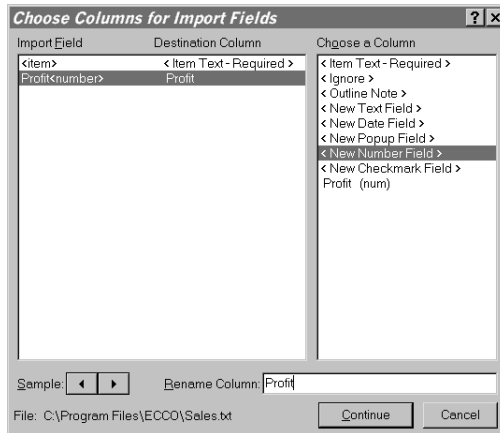 Choose Columns for Import Fields
? x
Import Field Destination Column Choose a Column
<item> < Item Text - Required >
Profit<number> Profit
< Item Text - Required >
< Ignore >
< Outline Note >
< New Text Field >
< New Date Field >
< New Popup Field >
< New Number Field >
< New Checkmark Field >
Profit (num)
Sample: Rename Column: Profit
File: C:\Program Files\ECCO\Sales.txt Continue Cancel